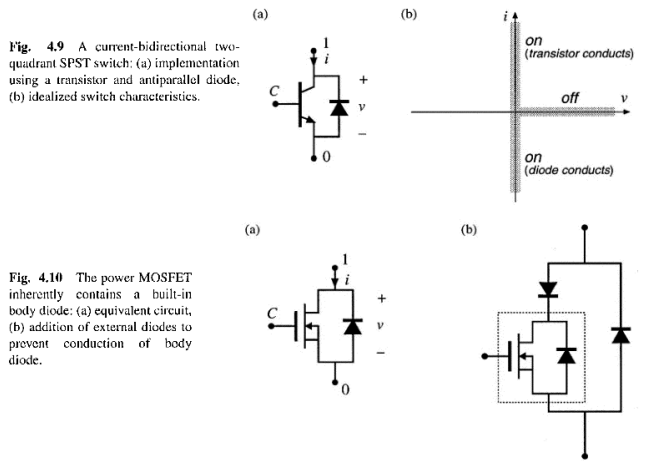 Fig. 4.9 A current-bidirectional two-
quadrant SPST switch: (a) implementation
using a transistor and antiparallel diode,
(b) idealized switch characteristics.
(a)
1
i
C
+
v
–
0
(b)
i
on
(transistor conducts)
off
v
on
(diode conducts)
Fig. 4.10 The power MOSFET
inherently contains a built-in
body diode: (a) equivalent circuit,
(b) addition of external diodes to
prevent conduction of body
diode.
(a)
1
i
C
+
v
–
0
(b)